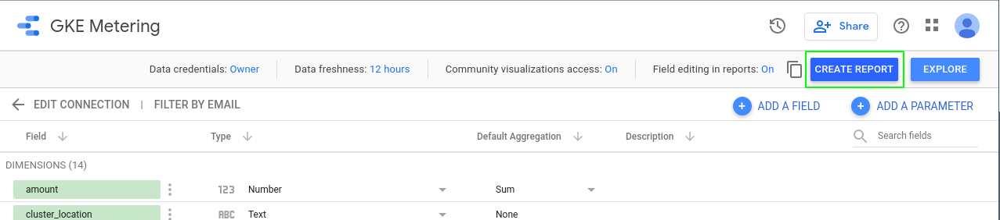 GKE Metering
Share
Data credentials: Owner
Data freshness: 12 hours
Community visualizations access: On
Field editing in reports: On
CREATE REPORT
EXPLORE
EDIT CONNECTION | FILTER BY EMAIL
+ ADD A FIELD
+ ADD A PARAMETER
Field
Type
Default Aggregation
Description
Search fields
DIMENSIONS (14)
amount
123
Number
Sum
cluster_location
ABC
Text
None